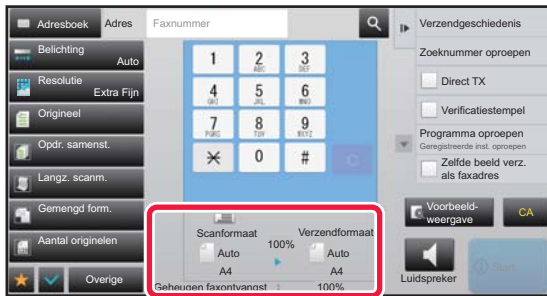 Adresboek
Adres
Faxnummer
Belichting
Auto
Resolutie
Extra Fijn
Origineel
Opdr. samenst.
Langz. scanm.
Gemengd form.
Aantal originelen
Overige
1
2
ABC
3
DEF
4
GHI
5
JKL
6
MNO
7
PQRS
8
TUV
9
WXYZ
0
#
Scanformaat
Auto
A4
100%
Verzendformaat
Auto
A4
Geheugen faxontvangst : 100%
Verzendgeschiedenis
Zoeknummer oproepen
Direct TX
Verificatiestempel
Programma oproepen
Geregistreerde inst. oproepen
Zelfde beeld verz.
als faxadres
Voorbeeld-
weergave
CA
Luidspreker
Start